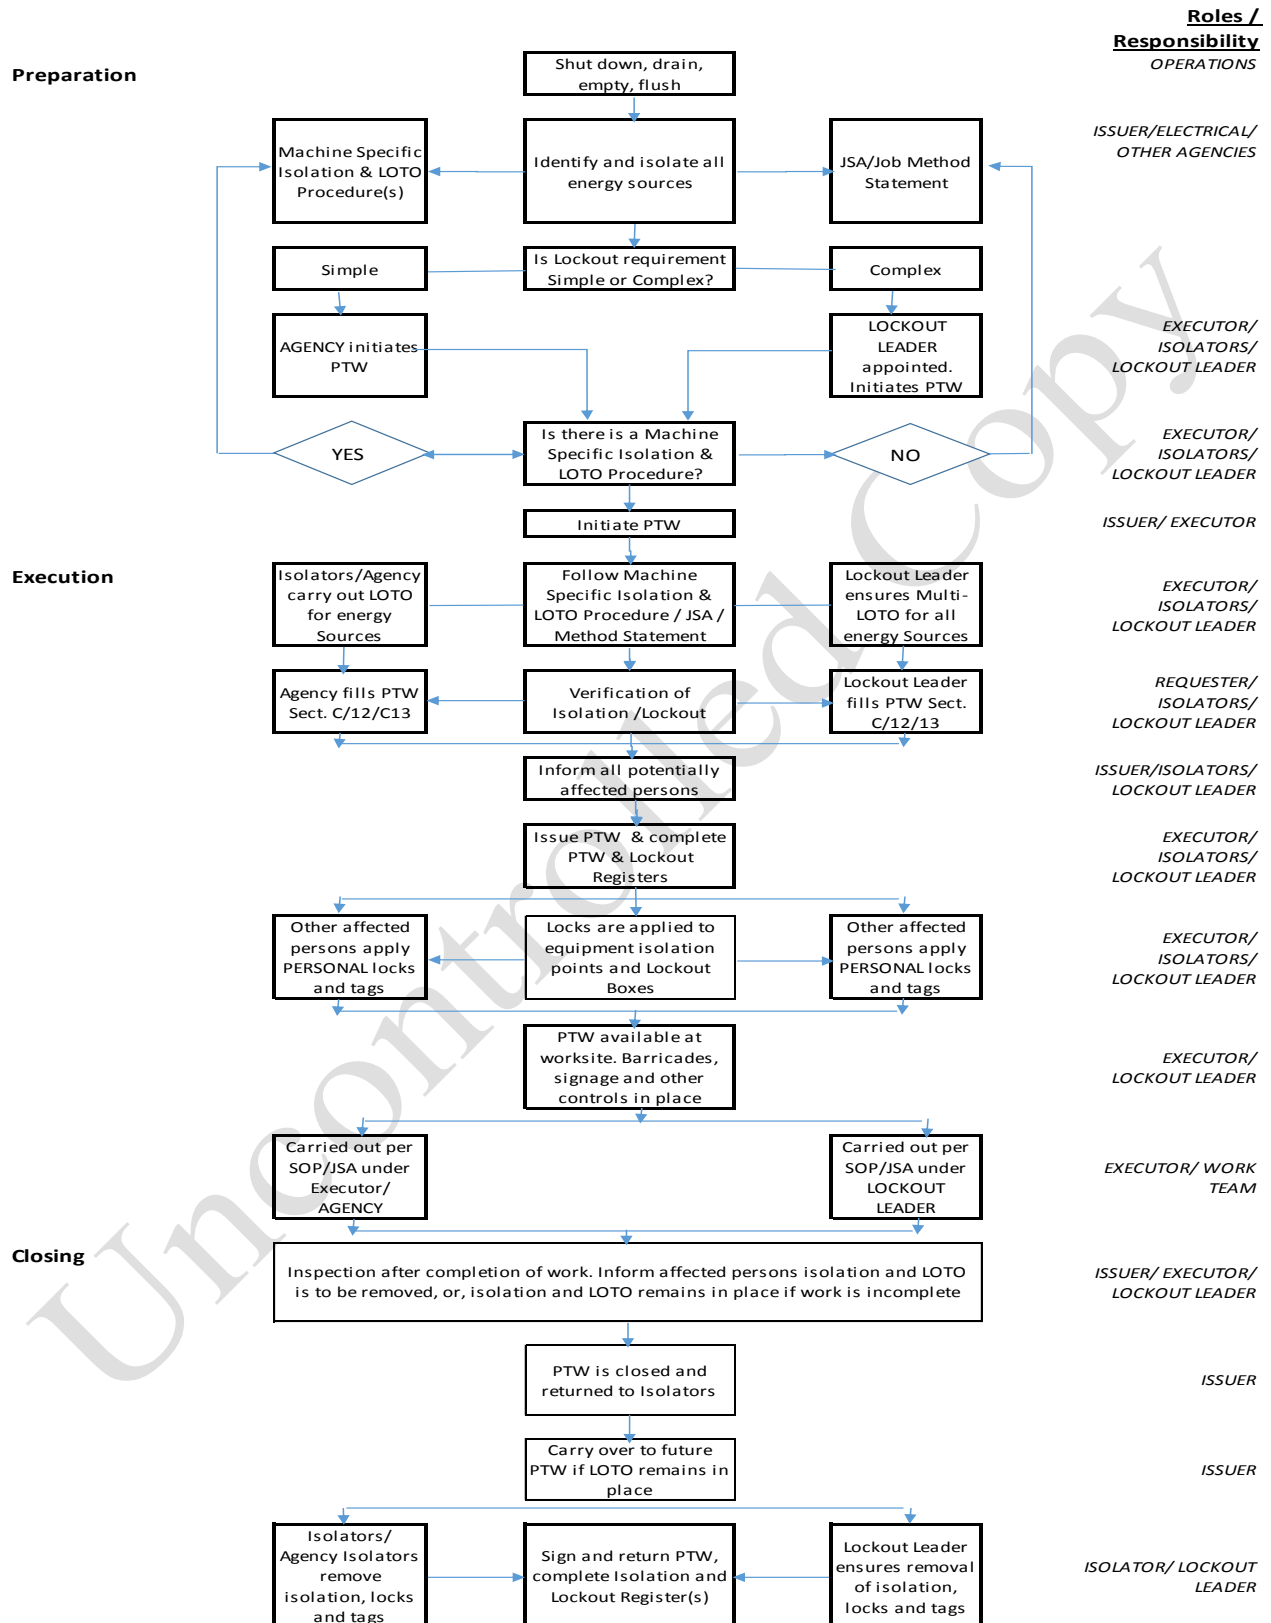 Roles /
Responsibility
Preparation
Shut down, drain,
empty, flush
OPERATIONS
Machine Specific
Isolation & LOTO
Procedure(s)
Identify and isolate all
energy sources
JSA/Job Method
Statement
ISSUER/ELECTRICAL/
OTHER AGENCIES
Simple
Is Lockout requirement
Simple or Complex?
Complex
AGENCY initiates
PTW
LOCKOUT
LEADER
appointed.
Initiates PTW
EXECUTOR/
ISOLATORS/
LOCKOUT LEADER
YES
Is there is a Machine
Specific Isolation &
LOTO Procedure?
NO
EXECUTOR/
ISOLATORS/
LOCKOUT LEADER
Initiate PTW
ISSUER/ EXECUTOR
Execution
Isolators/Agency
carry out LOTO
for energy
Sources
Follow Machine
Specific Isolation &
LOTO Procedure / JSA /
Method Statement
Lockout Leader
ensures Multi-
LOTO for all
energy Sources
EXECUTOR/
ISOLATORS/
LOCKOUT LEADER
Agency fills PTW
Sect. C/12/C13
Verification of
Isolation /Lockout
Lockout Leader
fills PTW Sect.
C/12/13
REQUESTER/
ISOLATORS/
LOCKOUT LEADER
Inform all potentially
affected persons
ISSUER/ISOLATORS/
LOCKOUT LEADER
Issue PTW & complete
PTW & Lockout
Registers
EXECUTOR/
ISOLATORS/
LOCKOUT LEADER
Other affected
persons apply
PERSONAL locks
and tags
Locks are applied to
equipment isolation
points and Lockout
Boxes
Other affected
persons apply
PERSONAL locks
and tags
EXECUTOR/
ISOLATORS/
LOCKOUT LEADER
PTW available at
worksite. Barricades,
signage and other
controls in place
EXECUTOR/
LOCKOUT LEADER
Carried out per
SOP/JSA under
Executor/
AGENCY
Carried out per
SOP/JSA under
LOCKOUT
LEADER
EXECUTOR/ WORK
TEAM
Closing
Inspection after completion of work. Inform affected persons isolation and LOTO
is to be removed, or, isolation and LOTO remains in place if work is incomplete
ISSUER/ EXECUTOR/
LOCKOUT LEADER
PTW is closed and
returned to Isolators
ISSUER
Carry over to future
PTW if LOTO remains in
place
ISSUER
Isolators/
Agency Isolators
remove
isolation, locks
and tags
Sign and return PTW,
complete Isolation and
Lockout Register(s)
Lockout Leader
ensures removal
of isolation,
locks and tags
ISOLATOR/ LOCKOUT
LEADER
Uncontrolled Copy